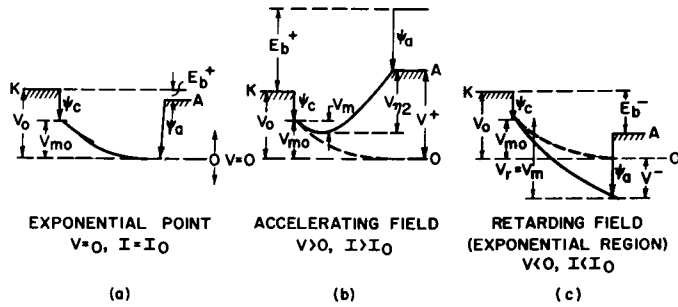 K
V₀
Vmo
ψc
Eb⁺
A
ψa
O V=0
EXPONENTIAL POINT
V=0, I=I₀
(a)
Eb⁺
ψa
K
V₀
Vmo
ψc
Vm
A
Vη2
V⁺
O
ACCELERATING FIELD
V>0, I>I₀
(b)
K
V₀
ψc
Vmo
Vr=Vm
Eb⁻
A
O
ψa
V⁻
RETARDING FIELD
(EXPONENTIAL REGION)
V<0, I<I₀
(c)